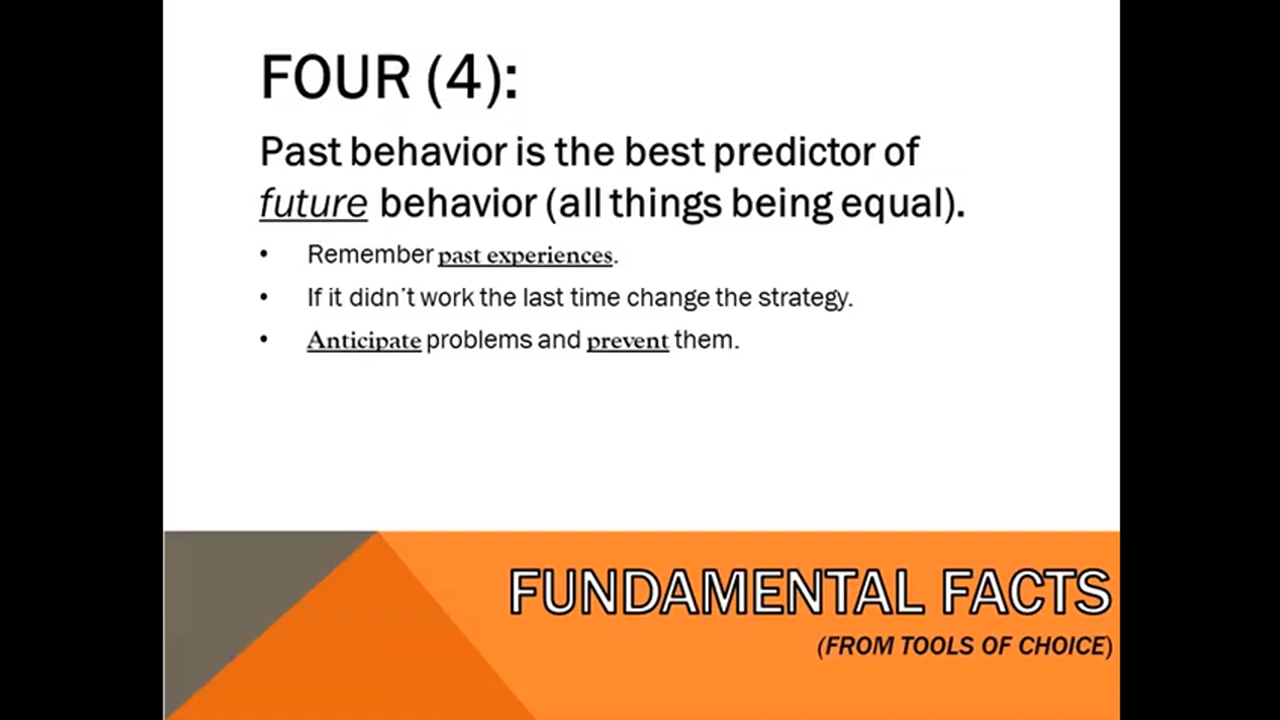 FOUR (4):
Past behavior is the best predictor of
future behavior (all things being equal).
• Remember past experiences.
• If it didn't work the last time change the strategy.
• Anticipate problems and prevent them.
FUNDAMENTAL FACTS
(FROM TOOLS OF CHOICE)